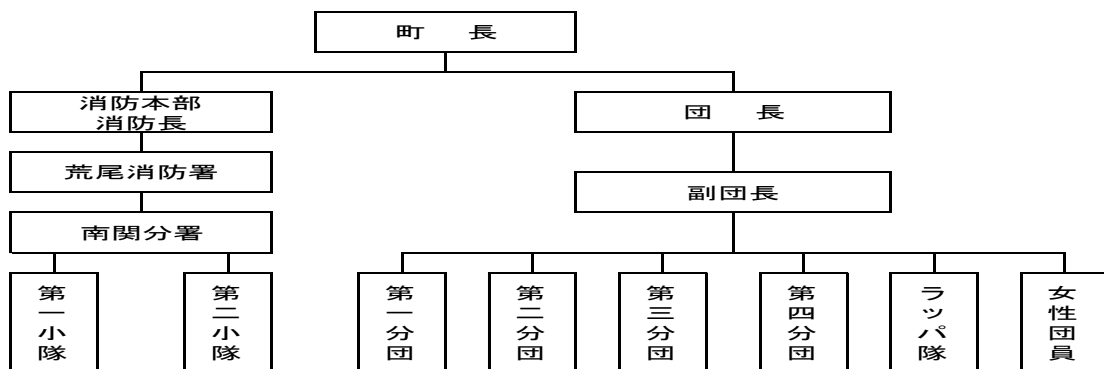 町　長
消防本部
消防長
団　長
荒尾消防署
副団長
南関分署
第一小隊
第二小隊
第一分団
第二分団
第三分団
第四分団
ラッパ隊
女性団員